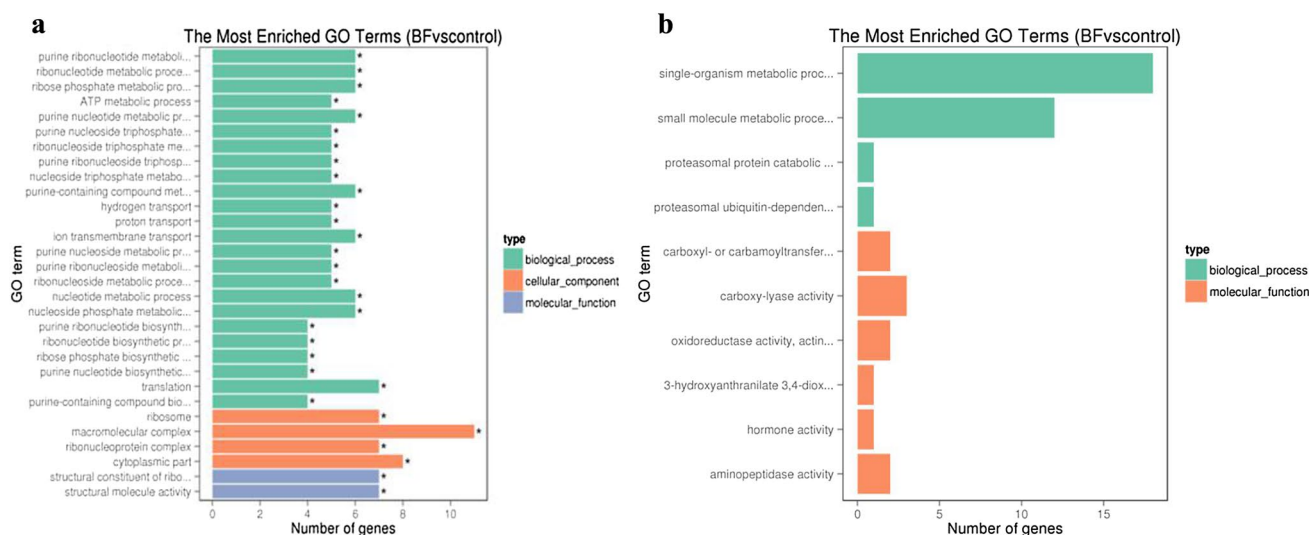 a
The Most Enriched GO Terms (BFvscontrol)
GO term
purine ribonucleotide metaboli...
ribonucleotide metabolic proce...
ribose phosphate metabolic pro...
ATP metabolic process
purine nucleotide metabolic pr...
purine nucleoside triphosphate...
ribonucleoside triphosphate me...
purine ribonucleoside triphosp...
nucleoside triphosphate metabo...
purine-containing compound met...
hydrogen transport
proton transport
ion transmembrane transport
purine nucleoside metabolic pr...
purine ribonucleoside metaboli...
ribonucleoside metabolic proce...
nucleotide metabolic process
nucleoside phosphate metabolic...
purine ribonucleotide biosynth...
ribonucleotide biosynthetic pr...
ribose phosphate biosynthetic ...
purine nucleotide biosynthetic...
translation
purine-containing compound bio...
ribosome
macromolecular complex
ribonucleoprotein complex
cytoplasmic part
structural constituent of ribo...
structural molecule activity
0 2 4 6 8 10
Number of genes
type
biological_process
cellular_component
molecular_function
b
The Most Enriched GO Terms (BFvscontrol)
GO term
single-organism metabolic proc...
small molecule metabolic proce...
proteasomal protein catabolic ...
proteasomal ubiquitin-dependen...
carboxyl- or carbamoyltransfer...
carboxy-lyase activity
oxidoreductase activity, actin...
3-hydroxyanthranilate 3,4-diox...
hormone activity
aminopeptidase activity
0 5 10 15
Number of genes
type
biological_process
molecular_function